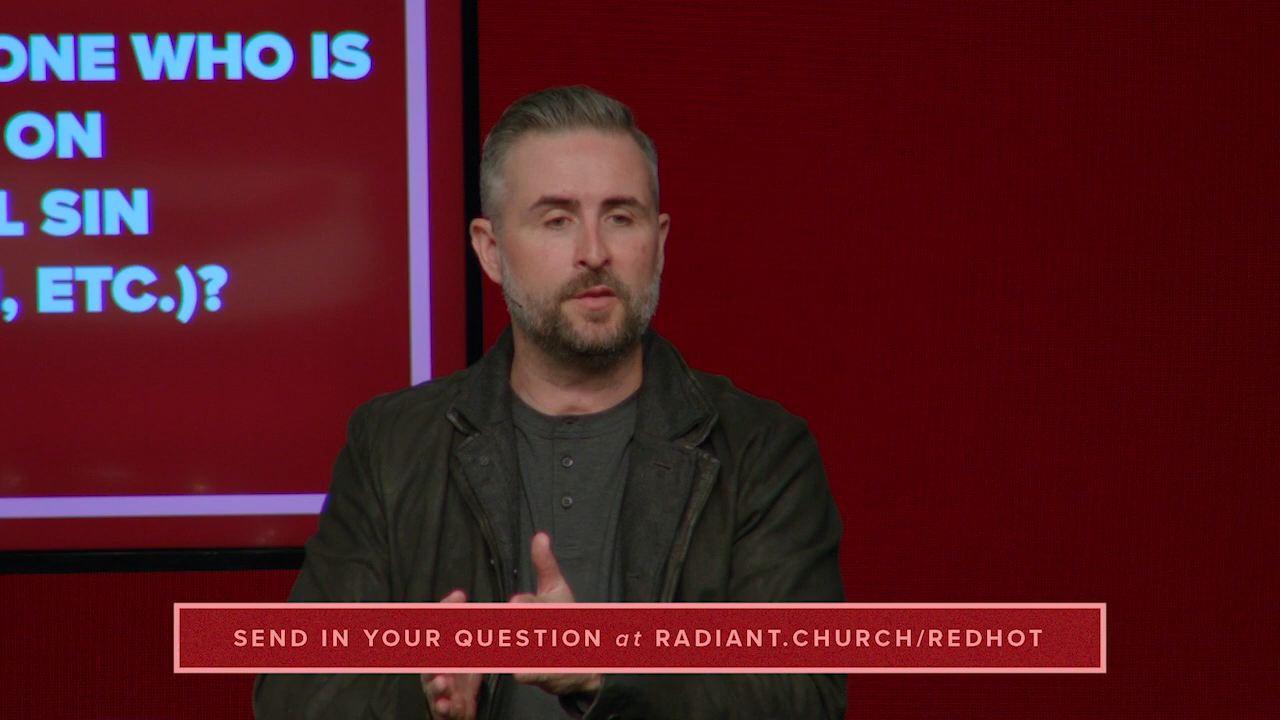 ONE WHO IS
ON
SIN
, ETC.)?
SEND IN YOUR QUESTION at RADIANT.CHURCH/REDHOT